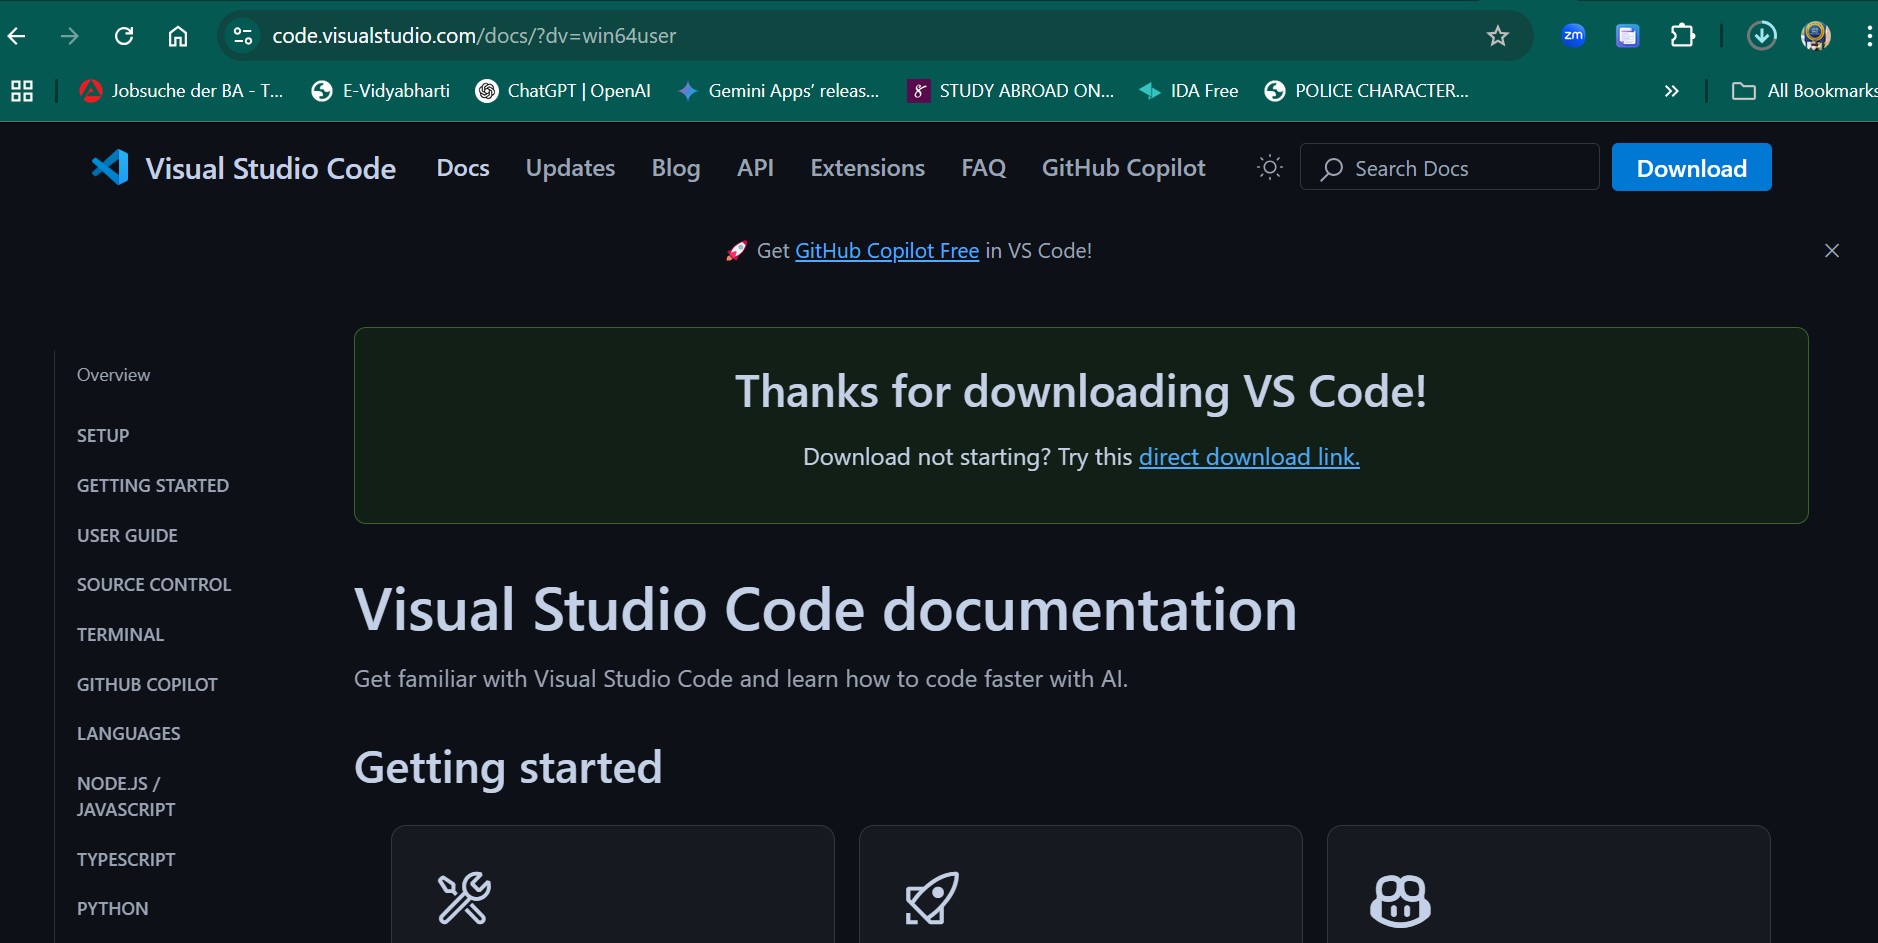 code.visualstudio.com/docs/?dv=win64user
zm
Jobsuche der BA - T... E-Vidyabharti ChatGPT | OpenAI Gemini Apps’ releas... STUDY ABROAD ON... IDA Free POLICE CHARACTER... » All Bookmarks
Visual Studio Code Docs Updates Blog API Extensions FAQ GitHub Copilot Search Docs Download
🚀 Get GitHub Copilot Free in VS Code!
Thanks for downloading VS Code!
Download not starting? Try this direct download link.
Overview
SETUP
GETTING STARTED
USER GUIDE
SOURCE CONTROL
TERMINAL
GITHUB COPILOT
LANGUAGES
NODE.JS /
JAVASCRIPT
TYPESCRIPT
PYTHON
Visual Studio Code documentation
Get familiar with Visual Studio Code and learn how to code faster with AI.
Getting started